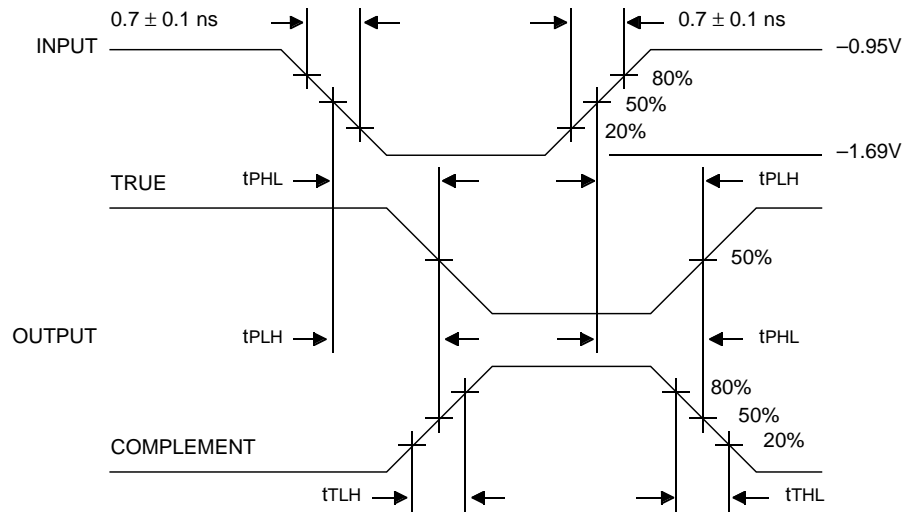 0.7 ± 0.1 ns 0.7 ± 0.1 ns
INPUT –0.95V
80%
50%
20%
–1.69V
tPHL tPLH
TRUE
50%
OUTPUT
tPLH tPHL
80%
50%
COMPLEMENT 20%
tTLH tTHL